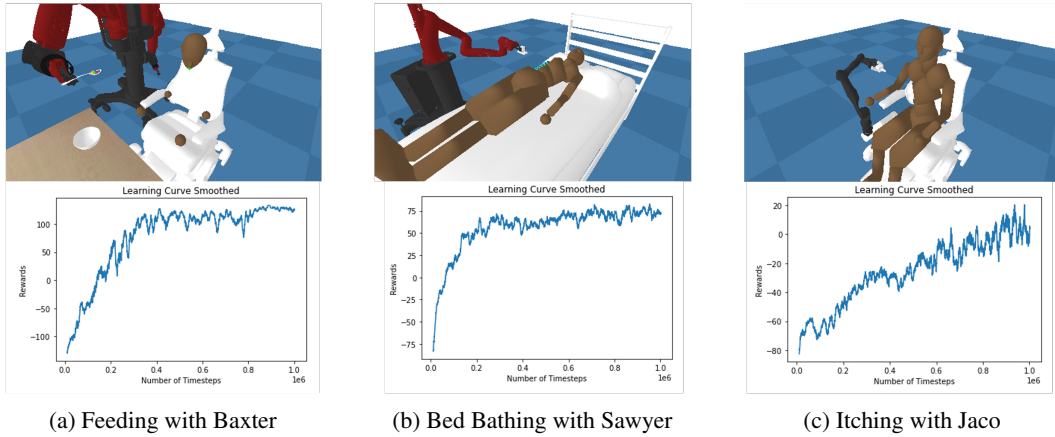 Learning Curve Smoothed
100
50
0
−50
−100
Rewards
0.0 0.2 0.4 0.6 0.8 1.0
1e6
Number of Timesteps
(a) Feeding with Baxter
Learning Curve Smoothed
75
50
25
0
−25
−50
−75
Rewards
0.0 0.2 0.4 0.6 0.8 1.0
1e6
Number of Timesteps
(b) Bed Bathing with Sawyer
Learning Curve Smoothed
20
0
−20
−40
−60
−80
Rewards
0.0 0.2 0.4 0.6 0.8 1.0
1e6
Number of Timesteps
(c) Itching with Jaco